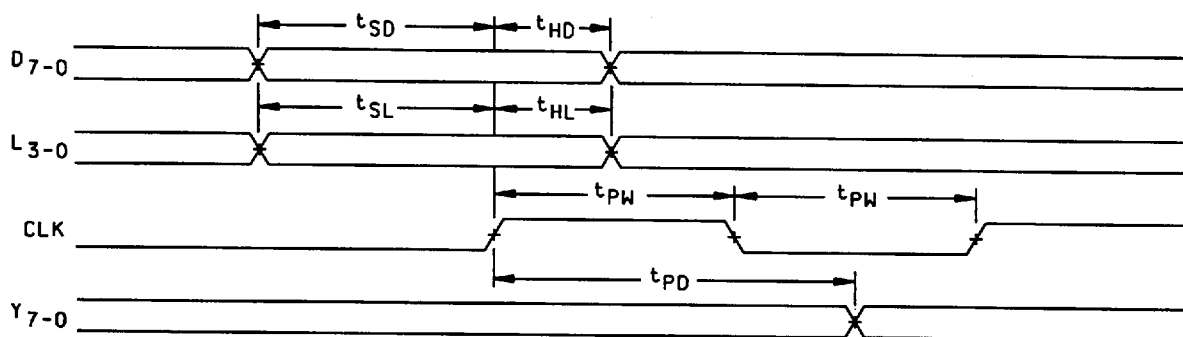 tSD tHD
D7-0
tSL tHL
L3-0
tPW tPW
CLK
tPD
Y7-0